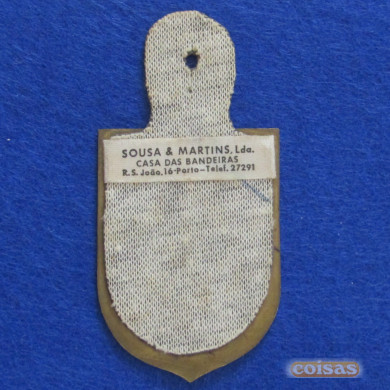 SOUSA & MARTINS, Lda.
CASA DAS BANDEIRAS
R. S. João, 16-Porto-Telef. 27291
coisas